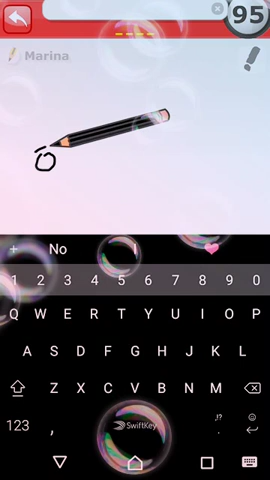 95
Marina
+ No I
1 2 3 4 5 6 7 8 9 0
Q W E R T Y U I O P
A S D F G H J K L
Z X C V B N M
123 , SwiftKey .!?